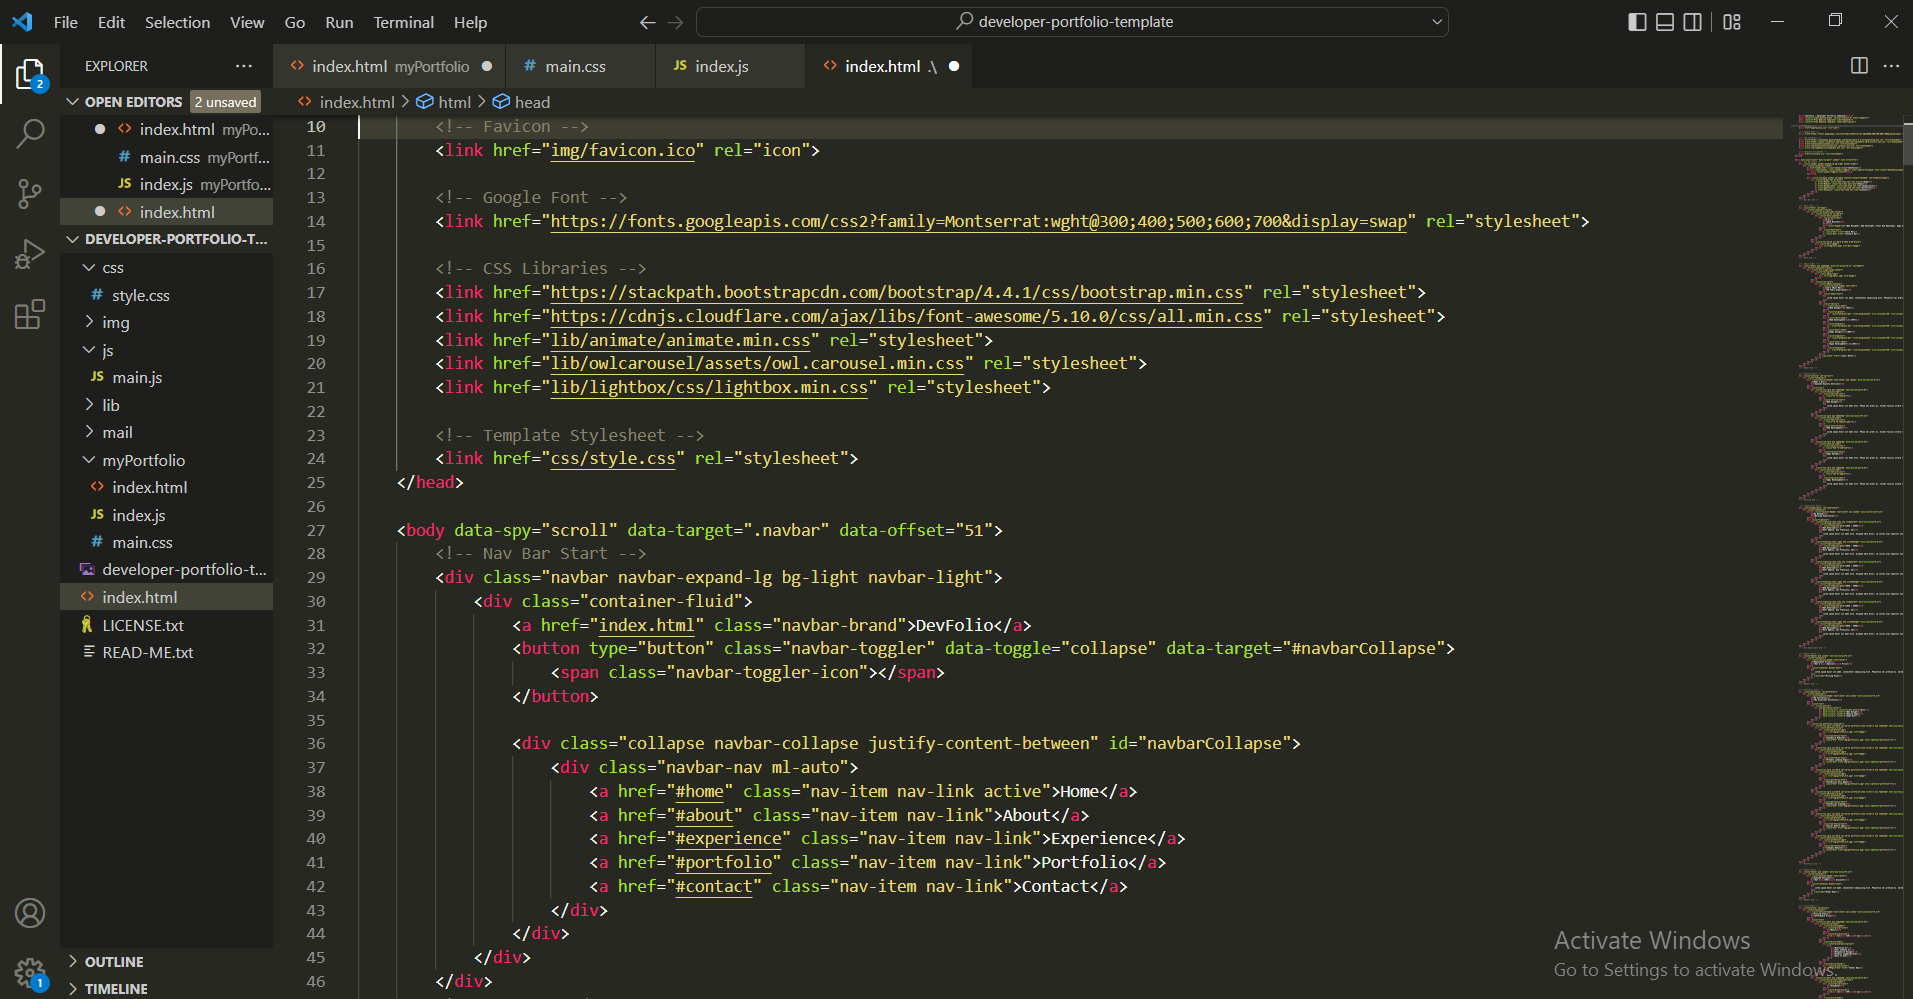 File Edit Selection View Go Run Terminal Help
developer-portfolio-template
EXPLORER
index.html myPortfolio
main.css
JS index.js
index.html .\
2
OPEN EDITORS 2 unsaved
index.html > html > head
index.html myPo...
# main.css myPortf...
JS index.js myPortfo...
index.html
DEVELOPER-PORTFOLIO-T...
css
# style.css
img
js
JS main.js
lib
mail
myPortfolio
index.html
JS index.js
# main.css
developer-portfolio-t...
index.html
LICENSE.txt
READ-ME.txt
OUTLINE
TIMELINE
1
10 <!-- Favicon -->
11 <link href="img/favicon.ico" rel="icon">
12
13 <!-- Google Font -->
14 <link href="https://fonts.googleapis.com/css2?family=Montserrat:wght@300;400;500;600;700&display=swap" rel="stylesheet">
15
16 <!-- CSS Libraries -->
17 <link href="https://stackpath.bootstrapcdn.com/bootstrap/4.4.1/css/bootstrap.min.css" rel="stylesheet">
18 <link href="https://cdnjs.cloudflare.com/ajax/libs/font-awesome/5.10.0/css/all.min.css" rel="stylesheet">
19 <link href="lib/animate/animate.min.css" rel="stylesheet">
20 <link href="lib/owlcarousel/assets/owl.carousel.min.css" rel="stylesheet">
21 <link href="lib/lightbox/css/lightbox.min.css" rel="stylesheet">
22
23 <!-- Template Stylesheet -->
24 <link href="css/style.css" rel="stylesheet">
25 </head>
26
27 <body data-spy="scroll" data-target=".navbar" data-offset="51">
28 <!-- Nav Bar Start -->
29 <div class="navbar navbar-expand-lg bg-light navbar-light">
30 <div class="container-fluid">
31 <a href="index.html" class="navbar-brand">DevFolio</a>
32 <button type="button" class="navbar-toggler" data-toggle="collapse" data-target="#navbarCollapse">
33 <span class="navbar-toggler-icon"></span>
34 </button>
35
36 <div class="collapse navbar-collapse justify-content-between" id="navbarCollapse">
37 <div class="navbar-nav ml-auto">
38 <a href="#home" class="nav-item nav-link active">Home</a>
39 <a href="#about" class="nav-item nav-link">About</a>
40 <a href="#experience" class="nav-item nav-link">Experience</a>
41 <a href="#portfolio" class="nav-item nav-link">Portfolio</a>
42 <a href="#contact" class="nav-item nav-link">Contact</a>
43 </div>
44 </div>
45 </div>
46 </div>
Activate Windows
Go to Settings to activate Windows.